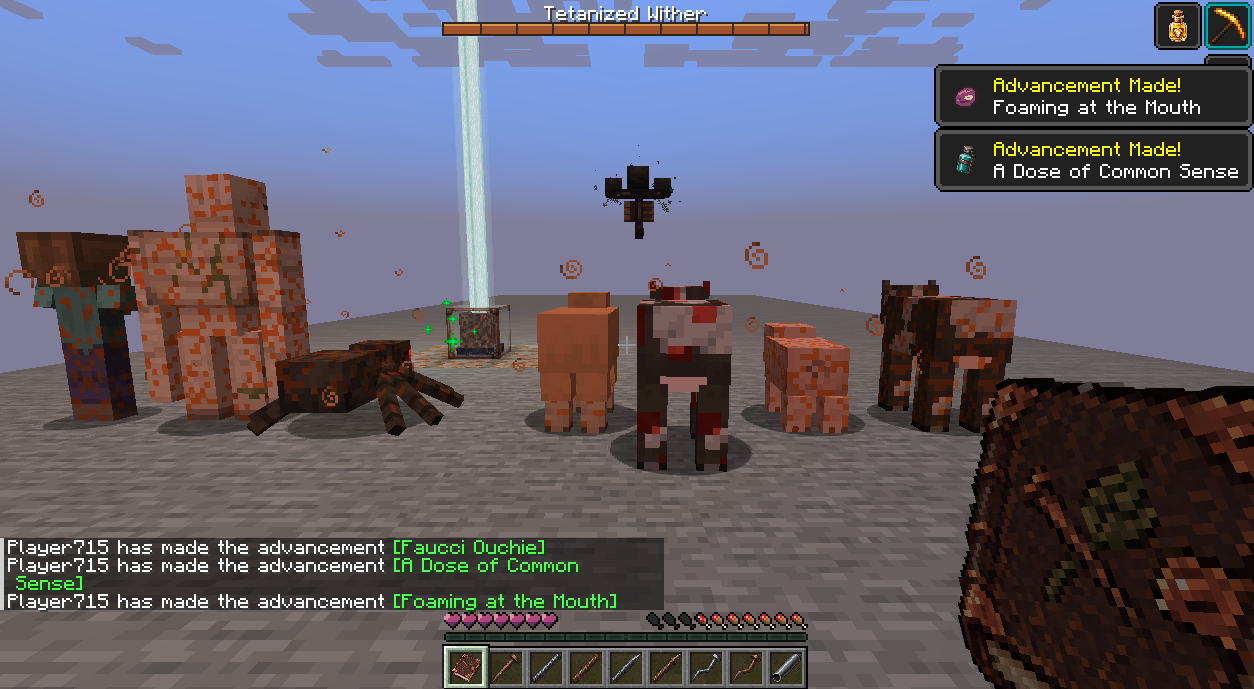 Tetanized Wither
Advancement Made!
Foaming at the Mouth
Advancement Made!
A Dose of Common Sense
Player715 has made the advancement [Faucci Ouchie]
Player715 has made the advancement [A Dose of Common
Sense]
Player715 has made the advancement [Foaming at the Mouth]